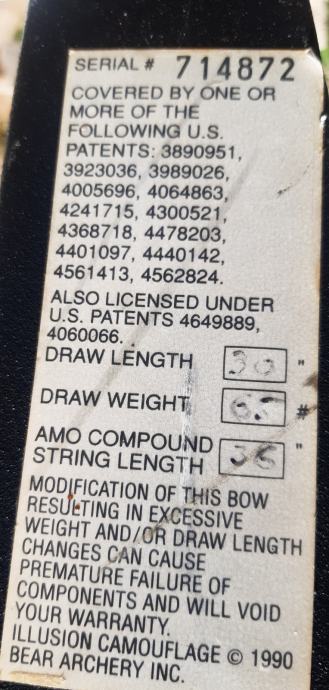 SERIAL # 714872
COVERED BY ONE OR
MORE OF THE
FOLLOWING U.S.
PATENTS: 3890951,
3923036, 3989026,
4005696, 4064863,
4241715, 4300521,
4368718, 4478203,
4401097, 4440142,
4561413, 4562824.
ALSO LICENSED UNDER
U.S. PATENTS 4649889,
4060066.
DRAW LENGTH 30 "
DRAW WEIGHT 65 #
AMO COMPOUND
STRING LENGTH 36 "
MODIFICATION OF THIS BOW
RESULTING IN EXCESSIVE
WEIGHT AND/OR DRAW LENGTH
CHANGES CAN CAUSE
PREMATURE FAILURE OF
COMPONENTS AND WILL VOID
YOUR WARRANTY.
ILLUSION CAMOUFLAGE © 1990
BEAR ARCHERY INC.